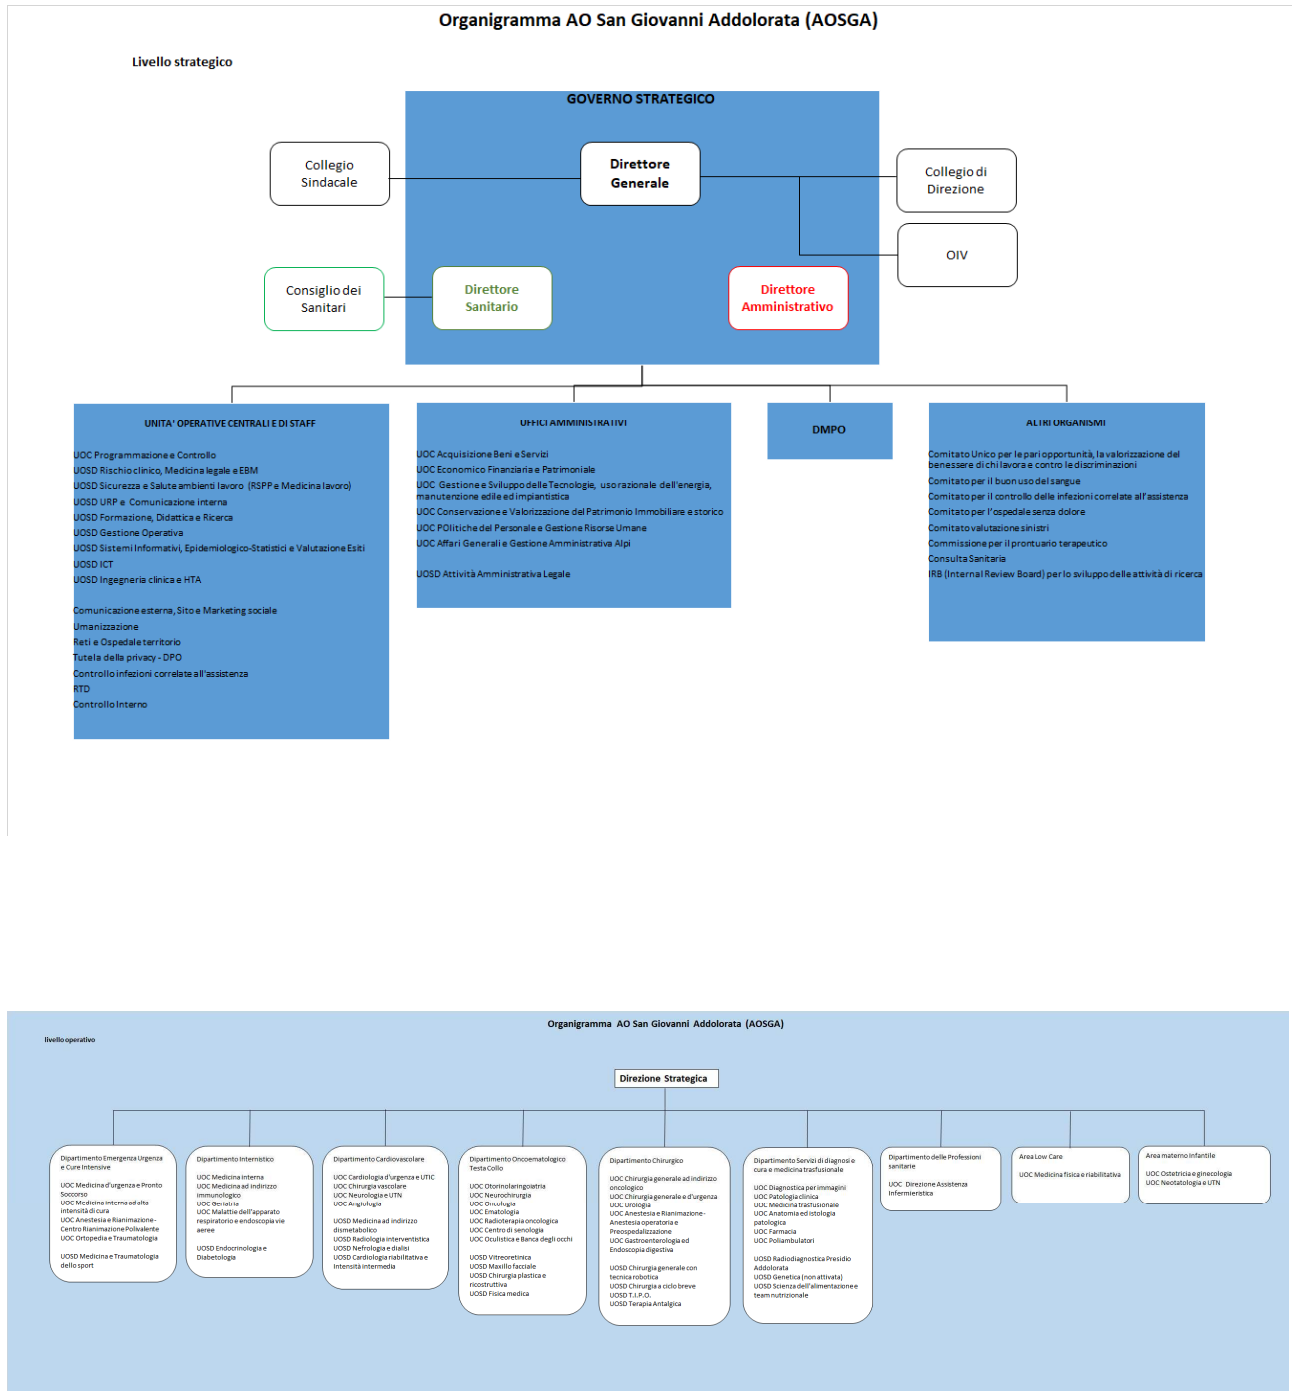 Organigramma AO San Giovanni Addolorata (AOSGA)
Livello strategico
GOVERNO STRATEGICO
Collegio
Sindacale
Direttore
Generale
Collegio di
Direzione
OIV
Consiglio dei
Sanitari
Direttore
Sanitario
Direttore
Amministrativo
UNITA' OPERATIVE CENTRALI E DI STAFF
UOC Programmazione e Controllo
UOSD Rischio clinico, Medicina legale e EBM
UOSD Sicurezza e Salute ambienti lavoro (RSPP e Medicina lavoro)
UOSD URP e Comunicazione interna
UOSD Formazione, Didattica e Ricerca
UOSD Gestione Operativa
UOSD Sistemi Informativi, Epidemiologico-Statistici e Valutazione Esiti
UOSD ICT
UOSD Ingegneria clinica e HTA
Comunicazione esterna, Sito e Marketing sociale
Umanizzazione
Reti e Ospedale territorio
Tutela della privacy - DPO
Controllo infezioni correlate all'assistenza
RTD
Controllo Interno
UFFICI AMMINISTRATIVI
UOC Acquisizione Beni e Servizi
UOC Economico Finanziaria e Patrimoniale
UOC Gestione e Sviluppo delle Tecnologie, uso razionale dell'energia,
manutenzione edile ed impiantistica
UOC Conservazione e Valorizzazione del Patrimonio Immobiliare e storico
UOC POlitiche del Personale e Gestione Risorse Umane
UOC Affari Generali e Gestione Amministrativa Alpi
UOSD Attività Amministrativa Legale
DMPO
ALTRI ORGANISMI
Comitato Unico per le pari opportunità, la valorizzazione del
benessere di chi lavora e contro le discriminazioni
Comitato per il buon uso del sangue
Comitato per il controllo delle infezioni correlate all'assistenza
Comitato per l'ospedale senza dolore
Comitato valutazione sinistri
Commissione per il prontuario terapeutico
Consulta Sanitaria
IRB (Internal Review Board) per lo sviluppo delle attività di ricerca
Organigramma AO San Giovanni Addolorata (AOSGA)
livello operativo
Direzione Strategica
Dipartimento Emergenza Urgenza
e Cure Intensive
UOC Medicina d'urgenza e Pronto
Soccorso
UOC Medicina interna ad alta
intensità di cura
UOC Anestesia e Rianimazione-
Centro Rianimazione Polivalente
UOC Ortopedia e Traumatologia
UOSD Medicina e Traumatologia
dello sport
Dipartimento Internistico
UOC Medicina interna
UOC Medicina ad indirizzo
immunologico
UOC Geriatria
UOC Malattie dell'apparato
respiratorio e endoscopia vie
aeree
UOSD Endocrinologia e
Diabetologia
Dipartimento Cardiovascolare
UOC Cardiologia d'urgenza e UTIC
UOC Chirurgia vascolare
UOC Neurologia e UTN
UOC Angiologia
UOSD Medicina ad indirizzo
dismetabolico
UOSD Radiologia interventistica
UOSD Nefrologia e dialisi
UOSD Cardiologia riabilitativa e
Intensità intermedia
Dipartimento Oncoematologico
Testa Collo
UOC Otorinolaringoiatria
UOC Neurochirurgia
UOC Oncologia
UOC Ematologia
UOC Radioterapia oncologica
UOC Centro di senologia
UOC Oculistica e Banca degli occhi
UOSD Vitreoretinica
UOSD Maxillo facciale
UOSD Chirurgia plastica e
ricostruttiva
UOSD Fisica medica
Dipartimento Chirurgico
UOC Chirurgia generale ad indirizzo
oncologico
UOC Chirurgia generale e d'urgenza
UOC Urologia
UOC Anestesia e Rianimazione-
Anestesia operatoria e
Preospedalizzazione
UOC Gastroenterologia ed
Endoscopia digestiva
UOSD Chirurgia generale con
tecnica robotica
UOSD Chirurgia a ciclo breve
UOSD T.I.P.O.
UOSD Terapia Antalgica
Dipartimento Servizi di diagnosi e
cura e medicina trasfusionale
UOC Diagnostica per immagini
UOC Patologia clinica
UOC Medicina trasfusionale
UOC Anatomia ed istologia
patologica
UOC Farmacia
UOC Poliambulatori
UOSD Radiodiagnostica Presidio
Addolorata
UOSD Genetica (non attivata)
UOSD Scienza dell'alimentazione e
team nutrizionale
Dipartimento delle Professioni
sanitarie
UOC Direzione Assistenza
Infermieristica
Area Low Care
UOC Medicina fisica e riabilitativa
Area materno Infantile
UOC Ostetricia e ginecologia
UOC Neotatologia e UTN